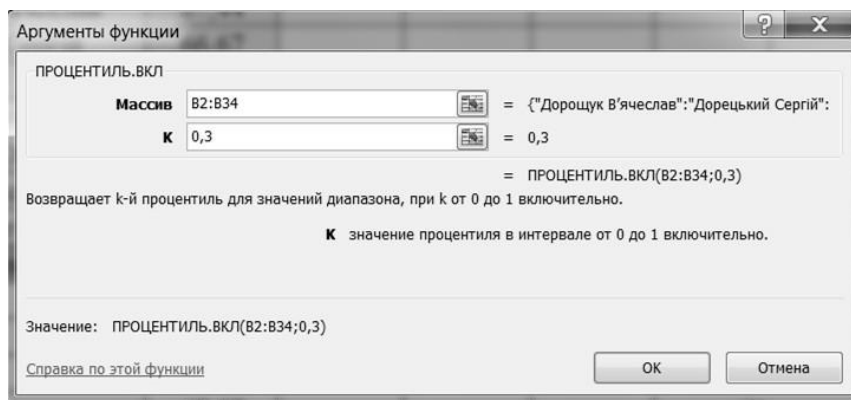 Аргументы функции
ПРОЦЕНТИЛЬ.ВКЛ
Массив B2:B34 = {"Дорощук В'ячеслав":"Дорецький Сергій":
K 0,3 = 0,3
= ПРОЦЕНТИЛЬ.ВКЛ(B2:B34;0,3)
Возвращает k-й процентиль для значений диапазона, при k от 0 до 1 включительно.
K значение процентиля в интервале от 0 до 1 включительно.
Значение: ПРОЦЕНТИЛЬ.ВКЛ(B2:B34;0,3)
Справка по этой функции
ОК
Отмена